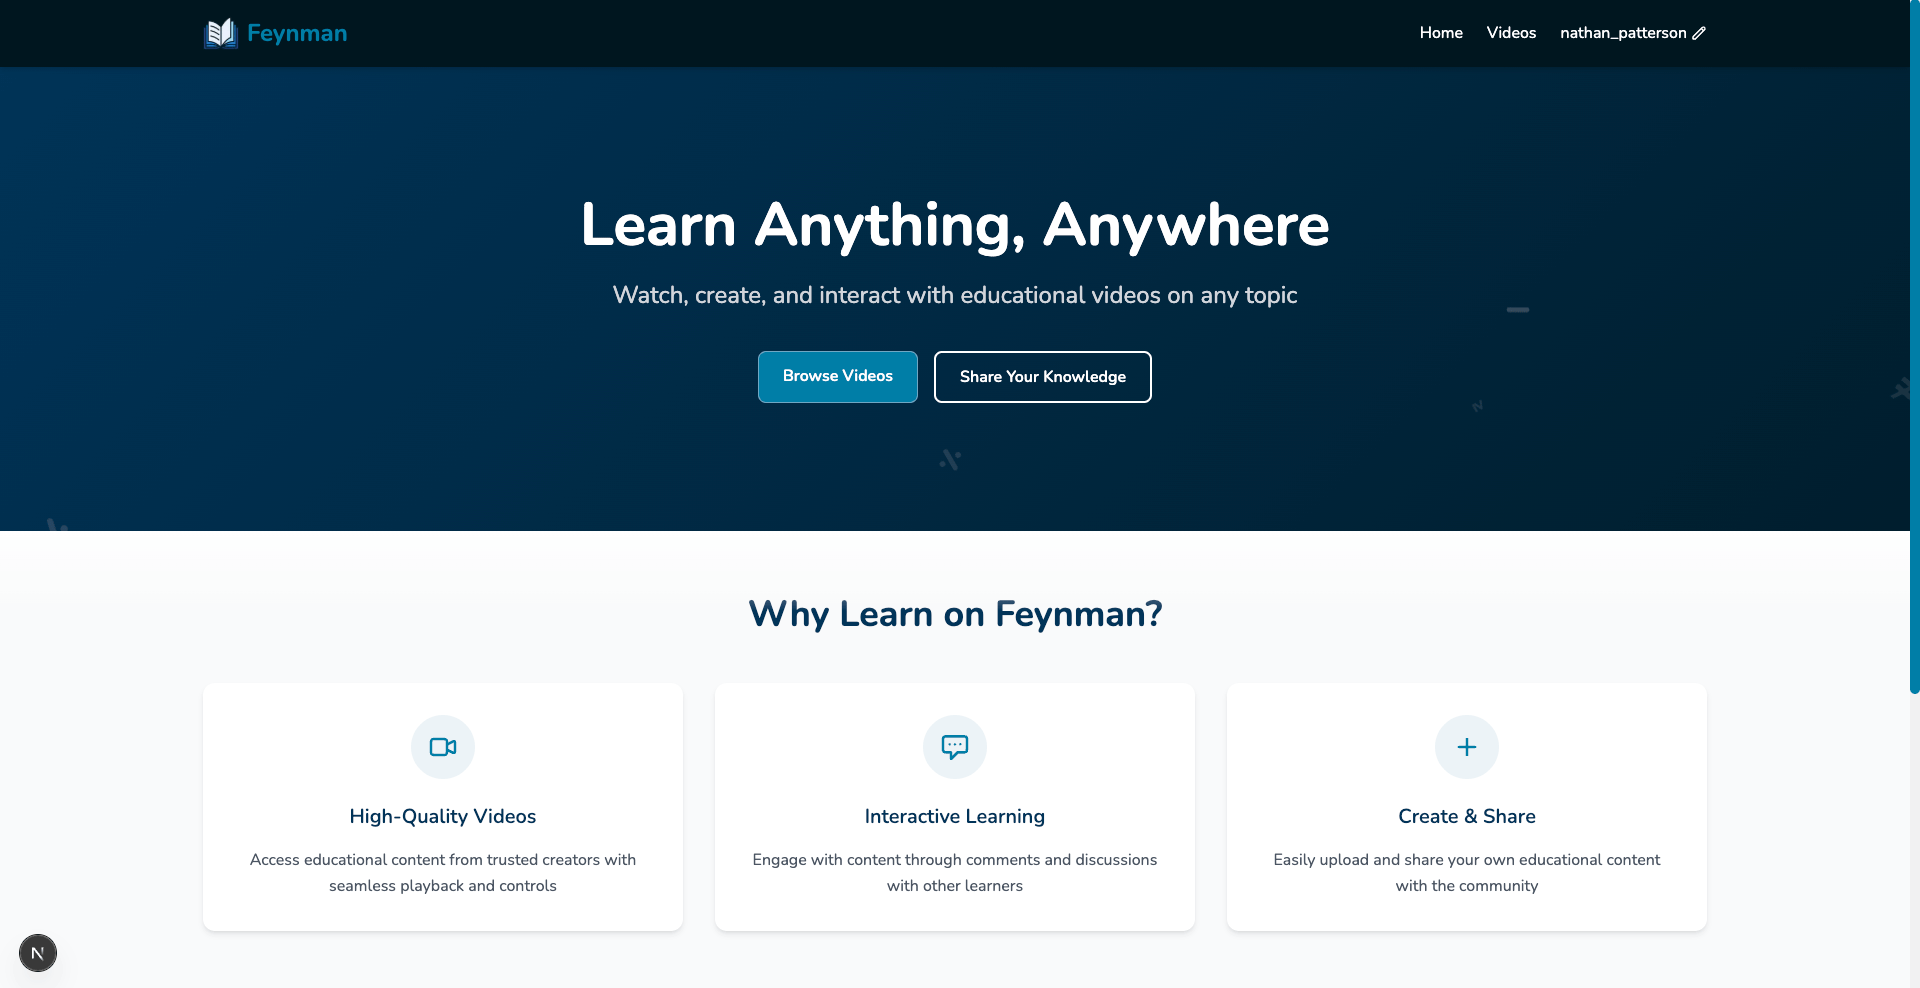 Feynman
Home
Videos
nathan_patterson
Learn Anything, Anywhere
Watch, create, and interact with educational videos on any topic
Browse Videos
Share Your Knowledge
Why Learn on Feynman?
High-Quality Videos
Access educational content from trusted creators with
seamless playback and controls
Interactive Learning
Engage with content through comments and discussions
with other learners
Create & Share
Easily upload and share your own educational content
with the community
N